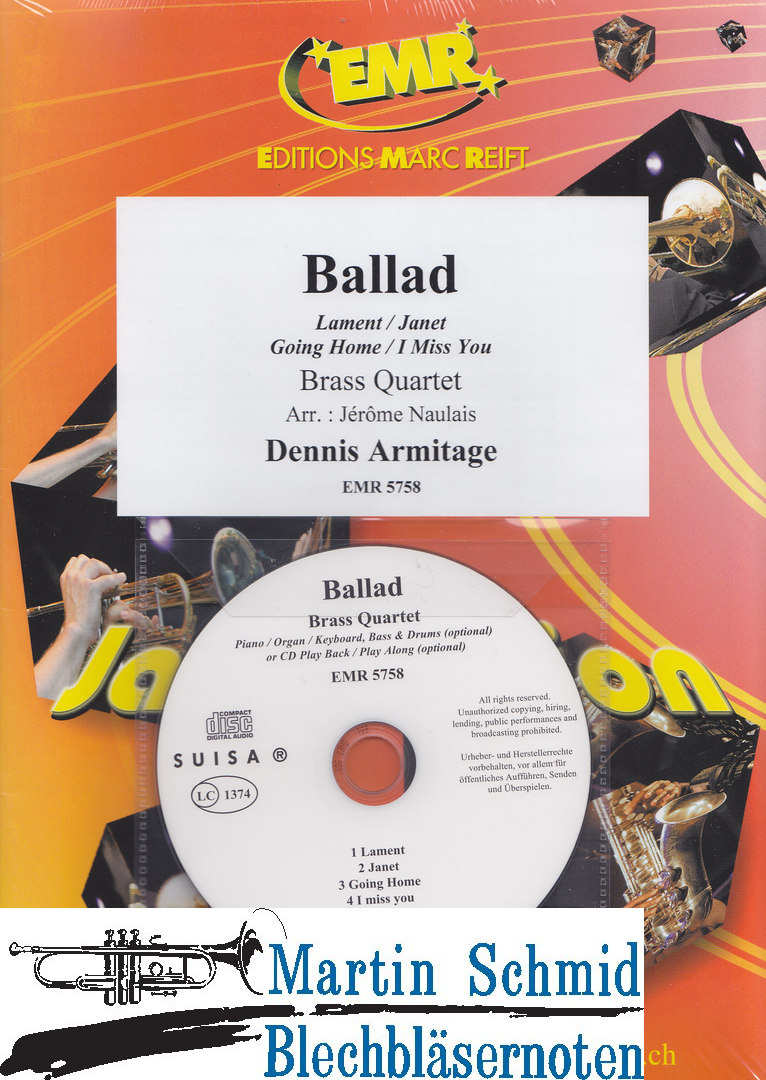 EMR
EDITIONS MARC REIFT
Ballad
Lament / Janet
Going Home / I Miss You
Brass Quartet
Arr. : Jérôme Naulais
Dennis Armitage
EMR 5758
Ballad
Brass Quartet
Piano / Organ / Keyboard, Bass & Drums (optional)
or CD Play Back / Play Along (optional)
EMR 5758
COMPACT
disc
DIGITAL AUDIO
SUISA ®
LC 1374
All rights reserved.
Unauthorized copying, hiring,
lending, public performances and
broadcasting prohibited.
Urheber- und Herstellerrechte
vorbehalten, vor allem für
öffentliches Aufführen, Senden
und Überspielen.
1 Lament
2 Janet
3 Going Home
4 I miss you
Martin Schmid
Blechbläsernoten
.ch